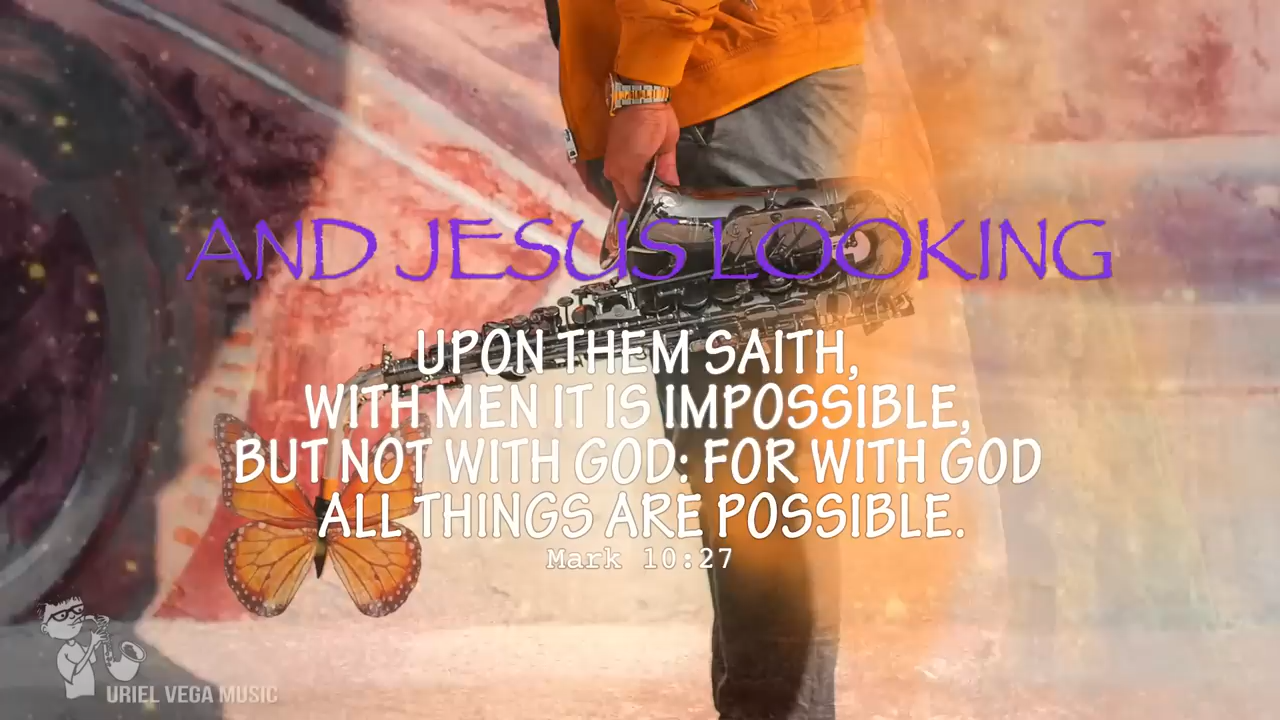 AND JESUS LOOKING
UPON THEM SAITH,
WITH MEN IT IS IMPOSSIBLE,
BUT NOT WITH GOD: FOR WITH GOD
ALL THINGS ARE POSSIBLE.
Mark 10:27
URIEL VEGA MUSIC